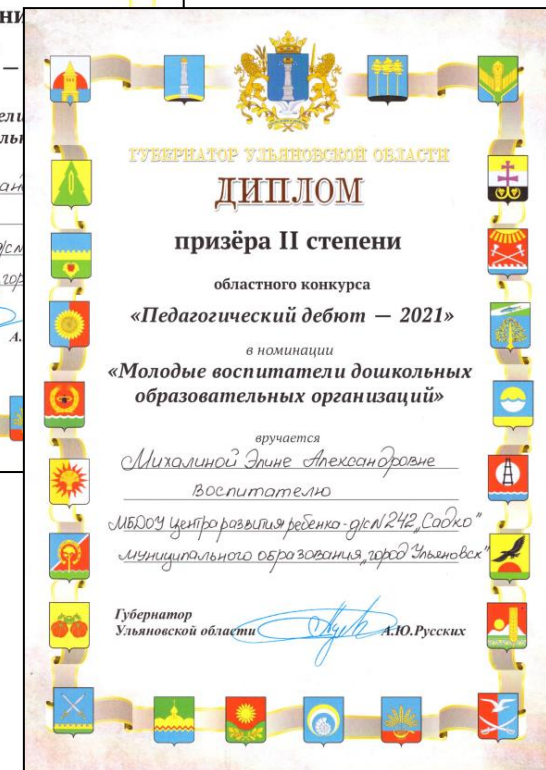 ГУБЕРНАТОР УЛЬЯНОВСКОЙ ОБЛАСТИ
ДИПЛОМ
призёра II степени
областного конкурса
«Педагогический дебют — 2021»
в номинации
«Молодые воспитатели дошкольных
образовательных организаций»
вручается
Михалиной Элине Александровне
Воспитателю
МБДОУ центра развития ребенка - д/с N 242 „Садко"
муниципального образования „город Ульяновск"
Губернатор
Ульяновской области
А.Ю.Русских